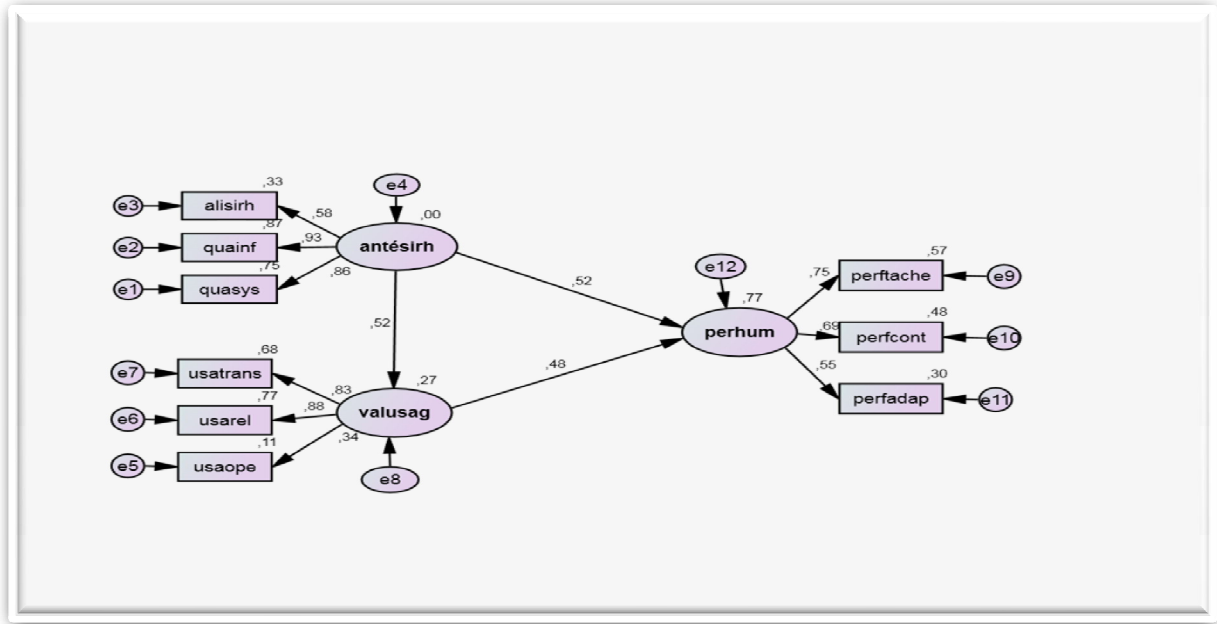 e4
,33
e3
alisirh
,58
,00
,87
e2
quainf
,93
antésirh
,75
e1
quasys
,86
,52
e12
,77
,57
,75
perftache
e9
,52
perhum
,48
,69
perfcont
e10
,68
e7
usatrans
,83
,27
,48
,55
,30
perfadap
e11
,77
e6
usarel
,88
valusag
,11
,34
e5
usaope
e8